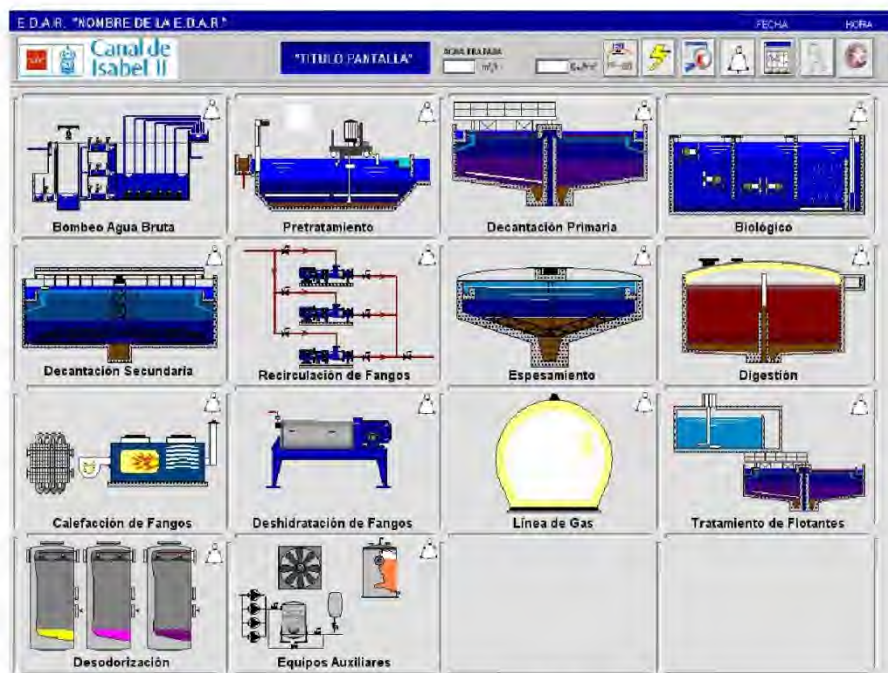 E.D.A.R. "NOMBRE DE LA E.D.A.R."
FECHA
HORA
Canal de
Isabel II
"TITULO PANTALLA"
AGUA TRATADA
Bombeo Agua Bruta
Pretratamiento
Decantación Primaria
Biológico
Decantación Secundaria
Recirculación de Fangos
Espesamiento
Digestión
Calefacción de Fangos
Deshidratación de Fangos
Línea de Gas
Tratamiento de Flotantes
Desodorización
Equipos Auxiliares